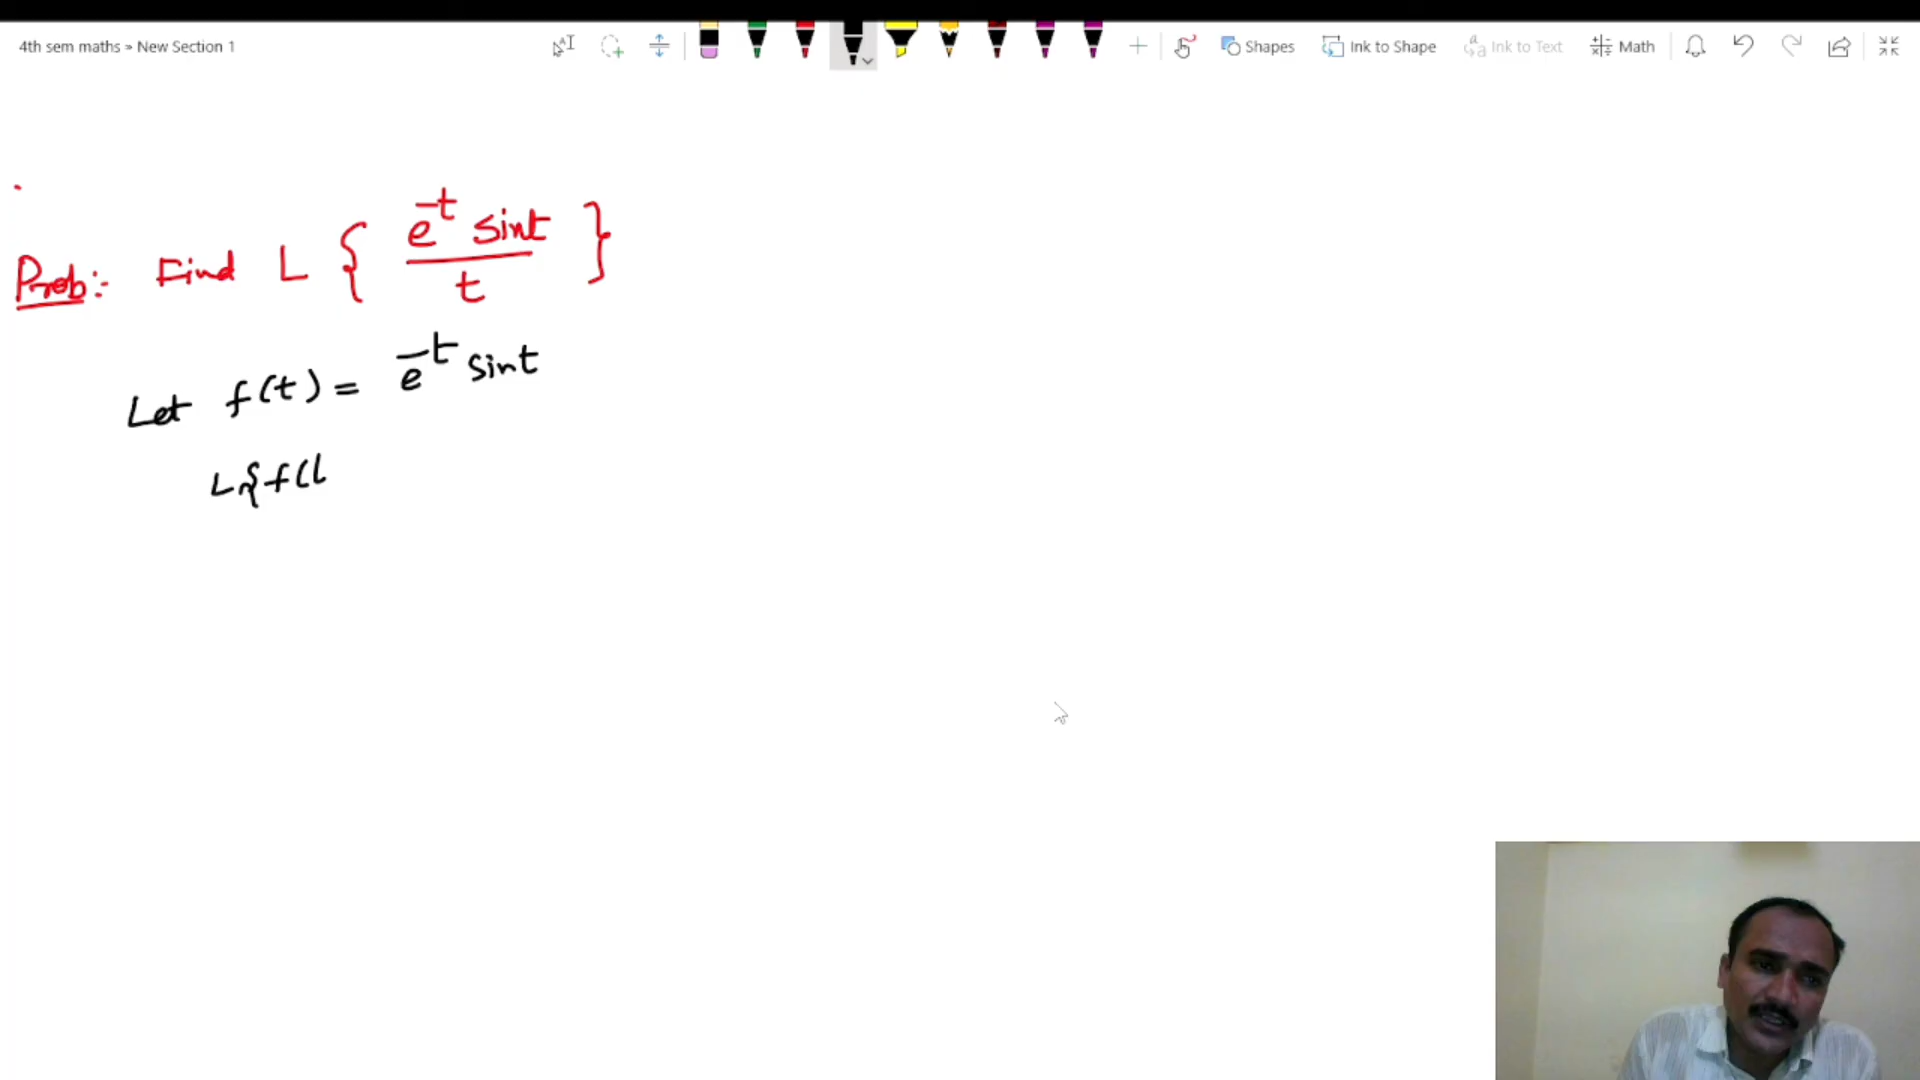 4th sem maths » New Section 1
Shapes
Ink to Shape
Ink to Text
Math
Prob:- Find L { e^-t sint / t }
Let f(t) = e^-t sint
L{f(l